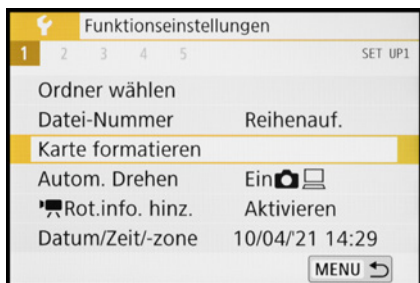 Funktionseinstellungen
1 2 3 4 5 SET UP1
Ordner wählen
Datei-Nummer Reihenauf.
Karte formatieren
Autom. Drehen Ein
Rot.info. hinz. Aktivieren
Datum/Zeit/-zone 10/04/'21 14:29
MENU